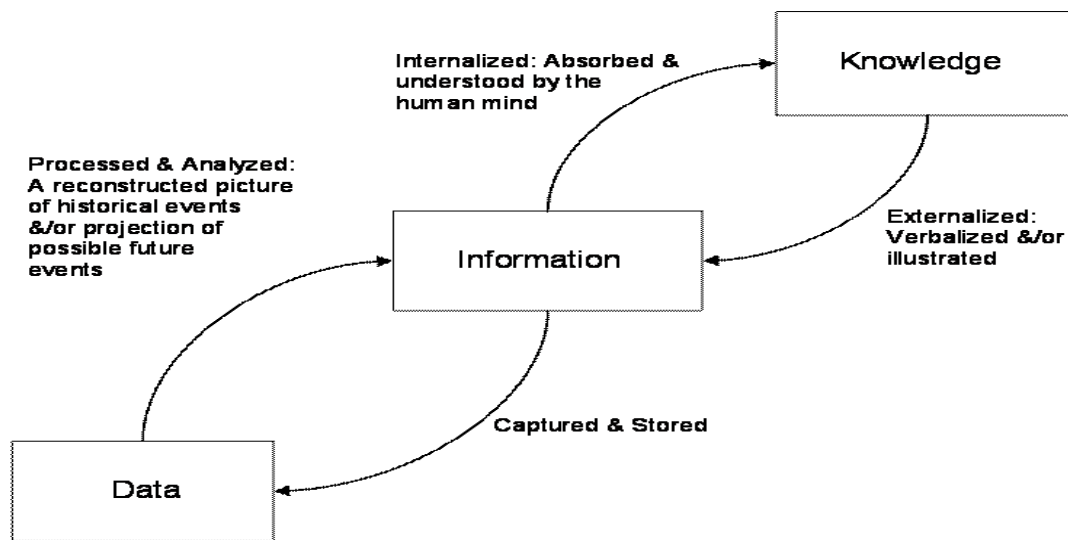 Knowledge
Internalized: Absorbed &
understood by the
human mind
Processed & Analyzed:
A reconstructed picture
of historical events
&/or projection of
possible future
events
Externalized:
Verbalized &/or
illustrated
Information
Captured & Stored
Data